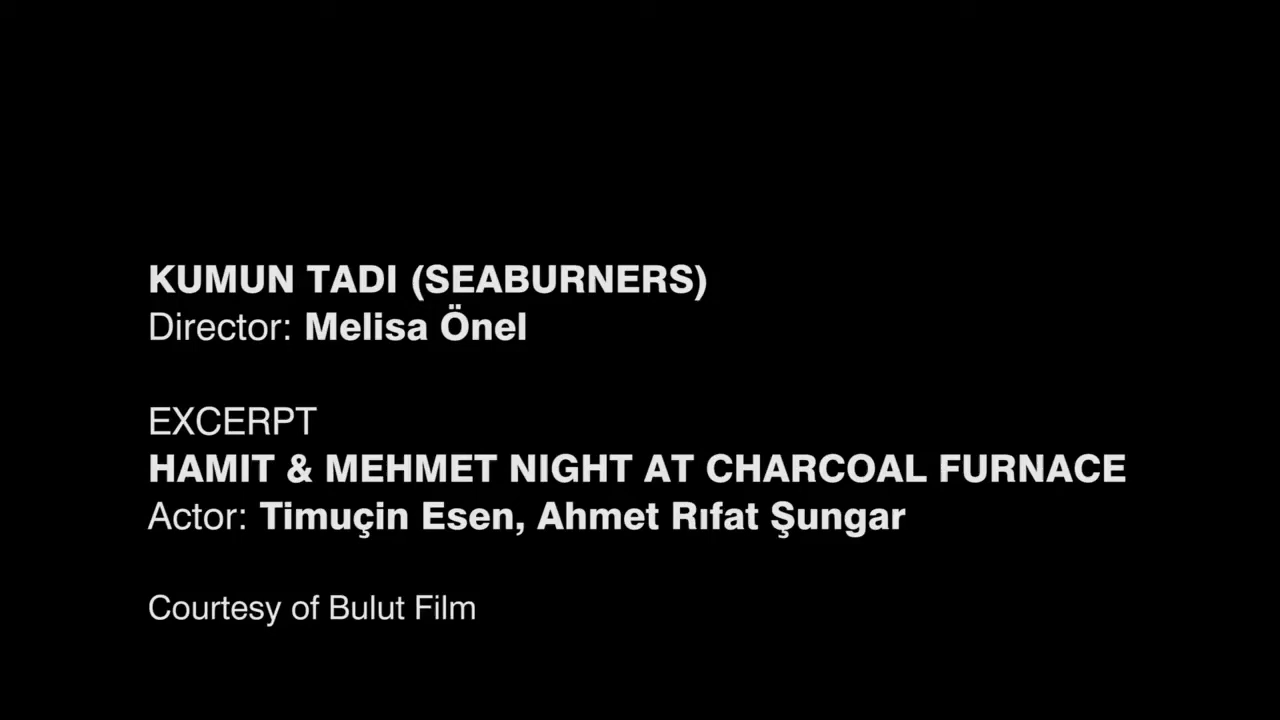 KUMUN TADI (SEABURNERS)
Director: Melisa Önel
EXCERPT
HAMIT & MEHMET NIGHT AT CHARCOAL FURNACE
Actor: Timuçin Esen, Ahmet Rıfat Şungar
Courtesy of Bulut Film